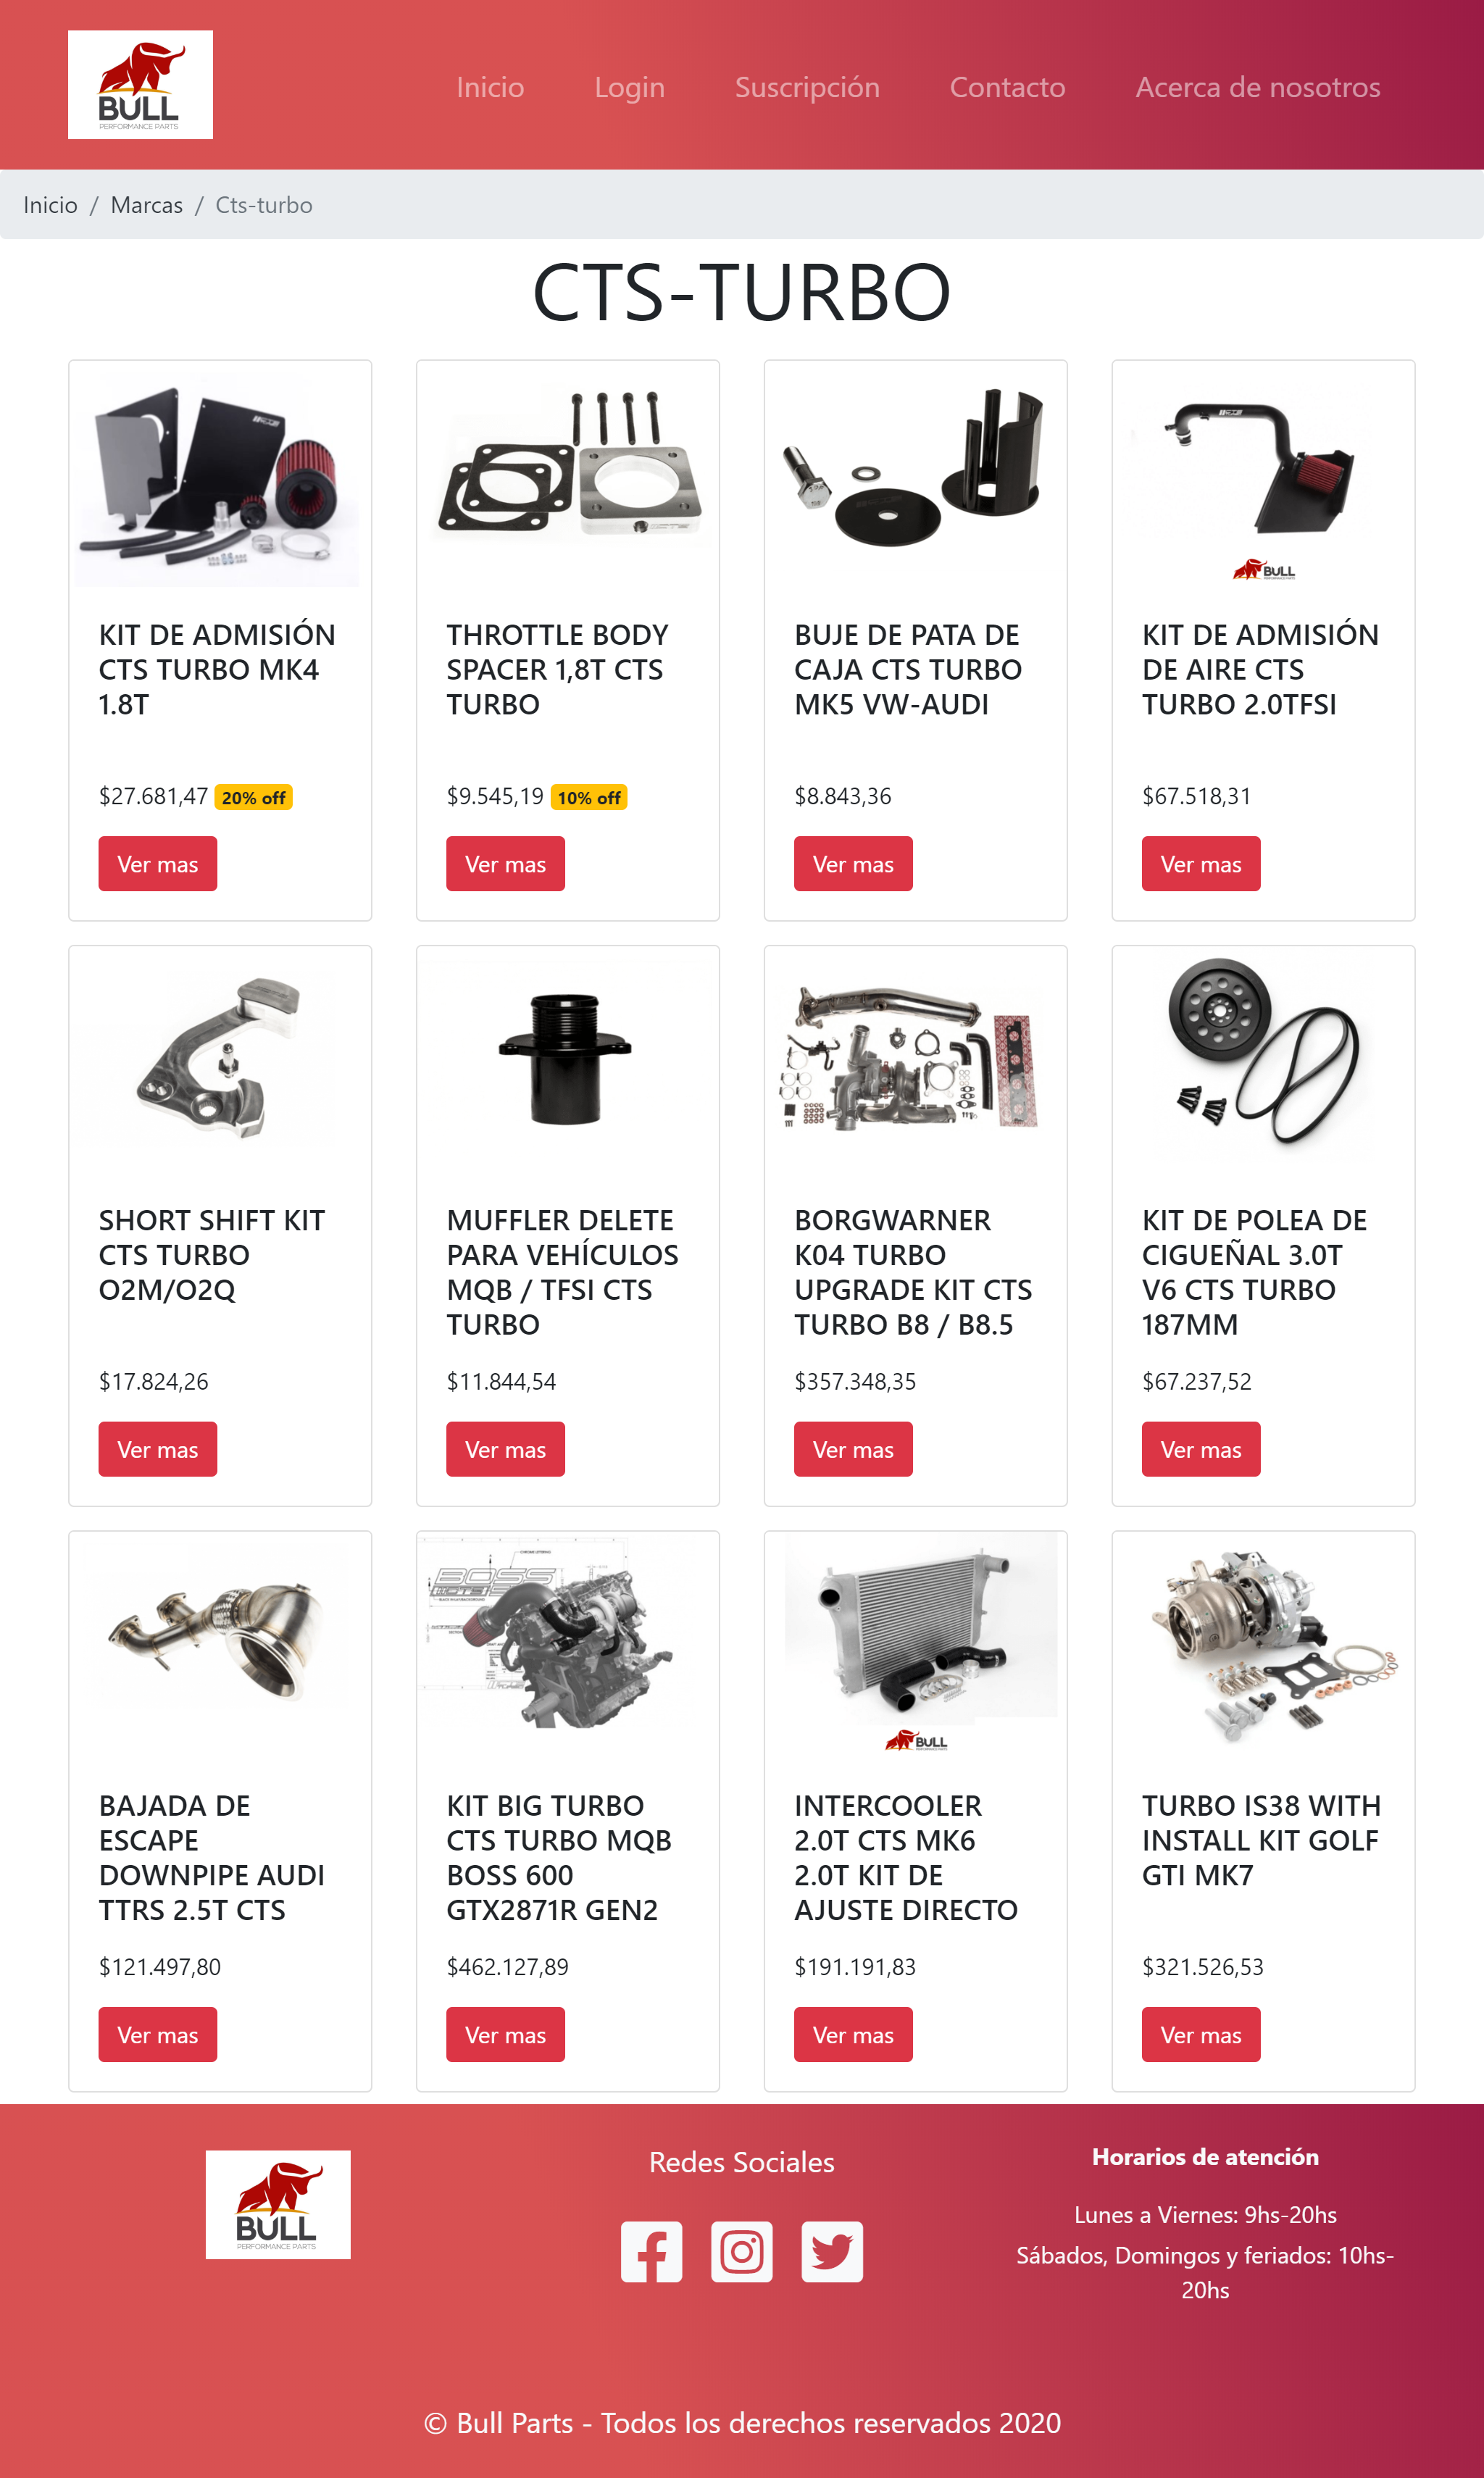 BULL
PERFORMANCE PARTS
Inicio
Login
Suscripción
Contacto
Acerca de nosotros
Inicio / Marcas / Cts-turbo
CTS-TURBO
KIT DE ADMISIÓN
CTS TURBO MK4
1.8T
$27.681,47 20% off
Ver mas
THROTTLE BODY
SPACER 1,8T CTS
TURBO
$9.545,19 10% off
Ver mas
BUJE DE PATA DE
CAJA CTS TURBO
MK5 VW-AUDI
$8.843,36
Ver mas
BULL
KIT DE ADMISIÓN
DE AIRE CTS
TURBO 2.0TFSI
$67.518,31
Ver mas
SHORT SHIFT KIT
CTS TURBO
O2M/O2Q
$17.824,26
Ver mas
MUFFLER DELETE
PARA VEHÍCULOS
MQB / TFSI CTS
TURBO
$11.844,54
Ver mas
BORGWARNER
K04 TURBO
UPGRADE KIT CTS
TURBO B8 / B8.5
$357.348,35
Ver mas
KIT DE POLEA DE
CIGUEÑAL 3.0T
V6 CTS TURBO
187MM
$67.237,52
Ver mas
BAJADA DE
ESCAPE
DOWNPIPE AUDI
TTRS 2.5T CTS
$121.497,80
Ver mas
BOSS
KIT BIG TURBO
CTS TURBO MQB
BOSS 600
GTX2871R GEN2
$462.127,89
Ver mas
BULL
INTERCOOLER
2.0T CTS MK6
2.0T KIT DE
AJUSTE DIRECTO
$191.191,83
Ver mas
TURBO IS38 WITH
INSTALL KIT GOLF
GTI MK7
$321.526,53
Ver mas
BULL
PERFORMANCE PARTS
Redes Sociales
Horarios de atención
Lunes a Viernes: 9hs-20hs
Sábados, Domingos y feriados: 10hs-
20hs
© Bull Parts - Todos los derechos reservados 2020